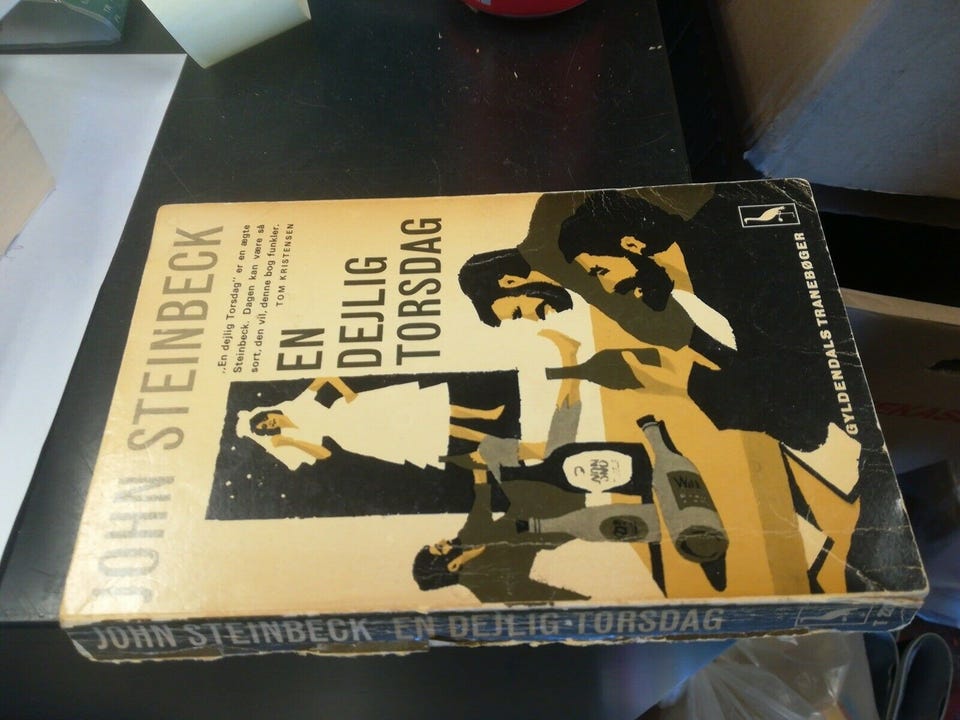 JOHN STEINBECK
„En dejlig Torsdag" er en ægte
Steinbeck. Dagen kan være så
sort, den vil, denne bog funkler.
TOM KRISTENSEN
EN
DEJLIG
TORSDAG
GYLDENDALS TRANEBØGER
JOHN STEINBECK EN DEJLIG·TORSDAG